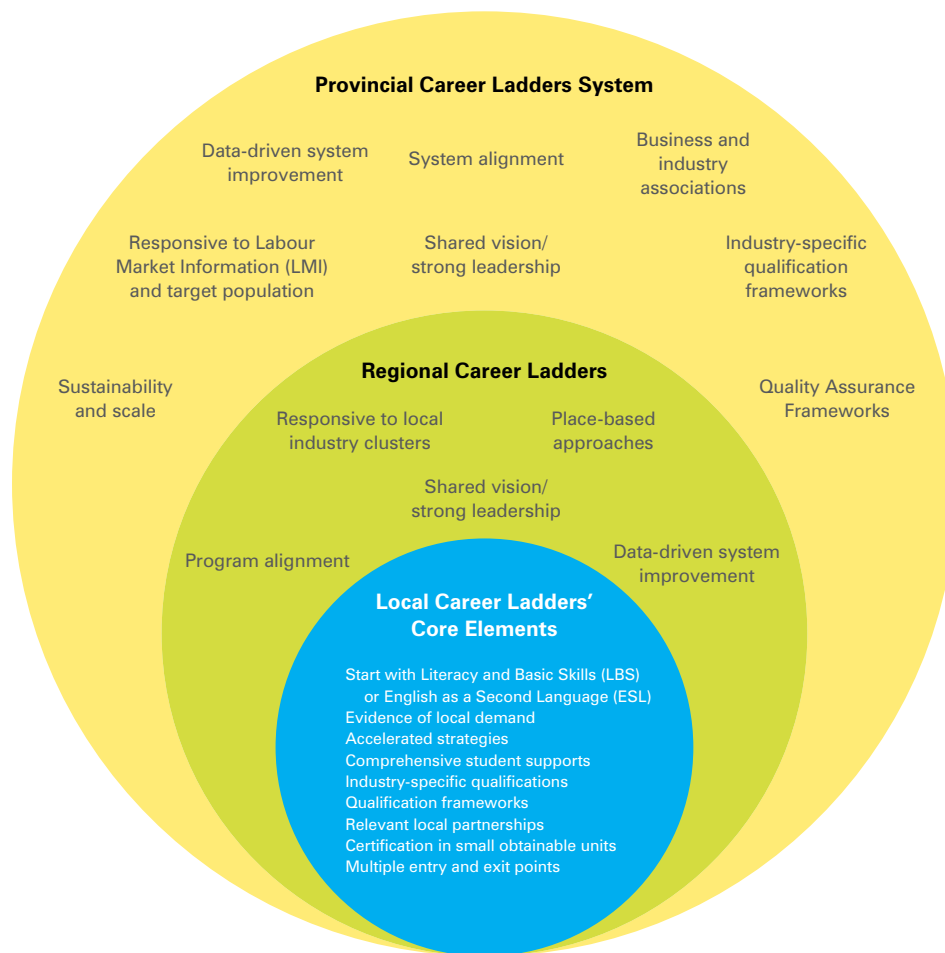 Provincial Career Ladders System
Data-driven system
improvement
System alignment
Business and
industry
associations
Responsive to Labour
Market Information (LMI)
and target population
Shared vision/
strong leadership
Industry-specific
qualification
frameworks
Sustainability
and scale
Quality Assurance
Frameworks
Regional Career Ladders
Responsive to local
industry clusters
Place-based
approaches
Shared vision/
strong leadership
Program alignment
Data-driven system
improvement
Local Career Ladders’
Core Elements
Start with Literacy and Basic Skills (LBS)
or English as a Second Language (ESL)
Evidence of local demand
Accelerated strategies
Comprehensive student supports
Industry-specific qualifications
Qualification frameworks
Relevant local partnerships
Certification in small obtainable units
Multiple entry and exit points